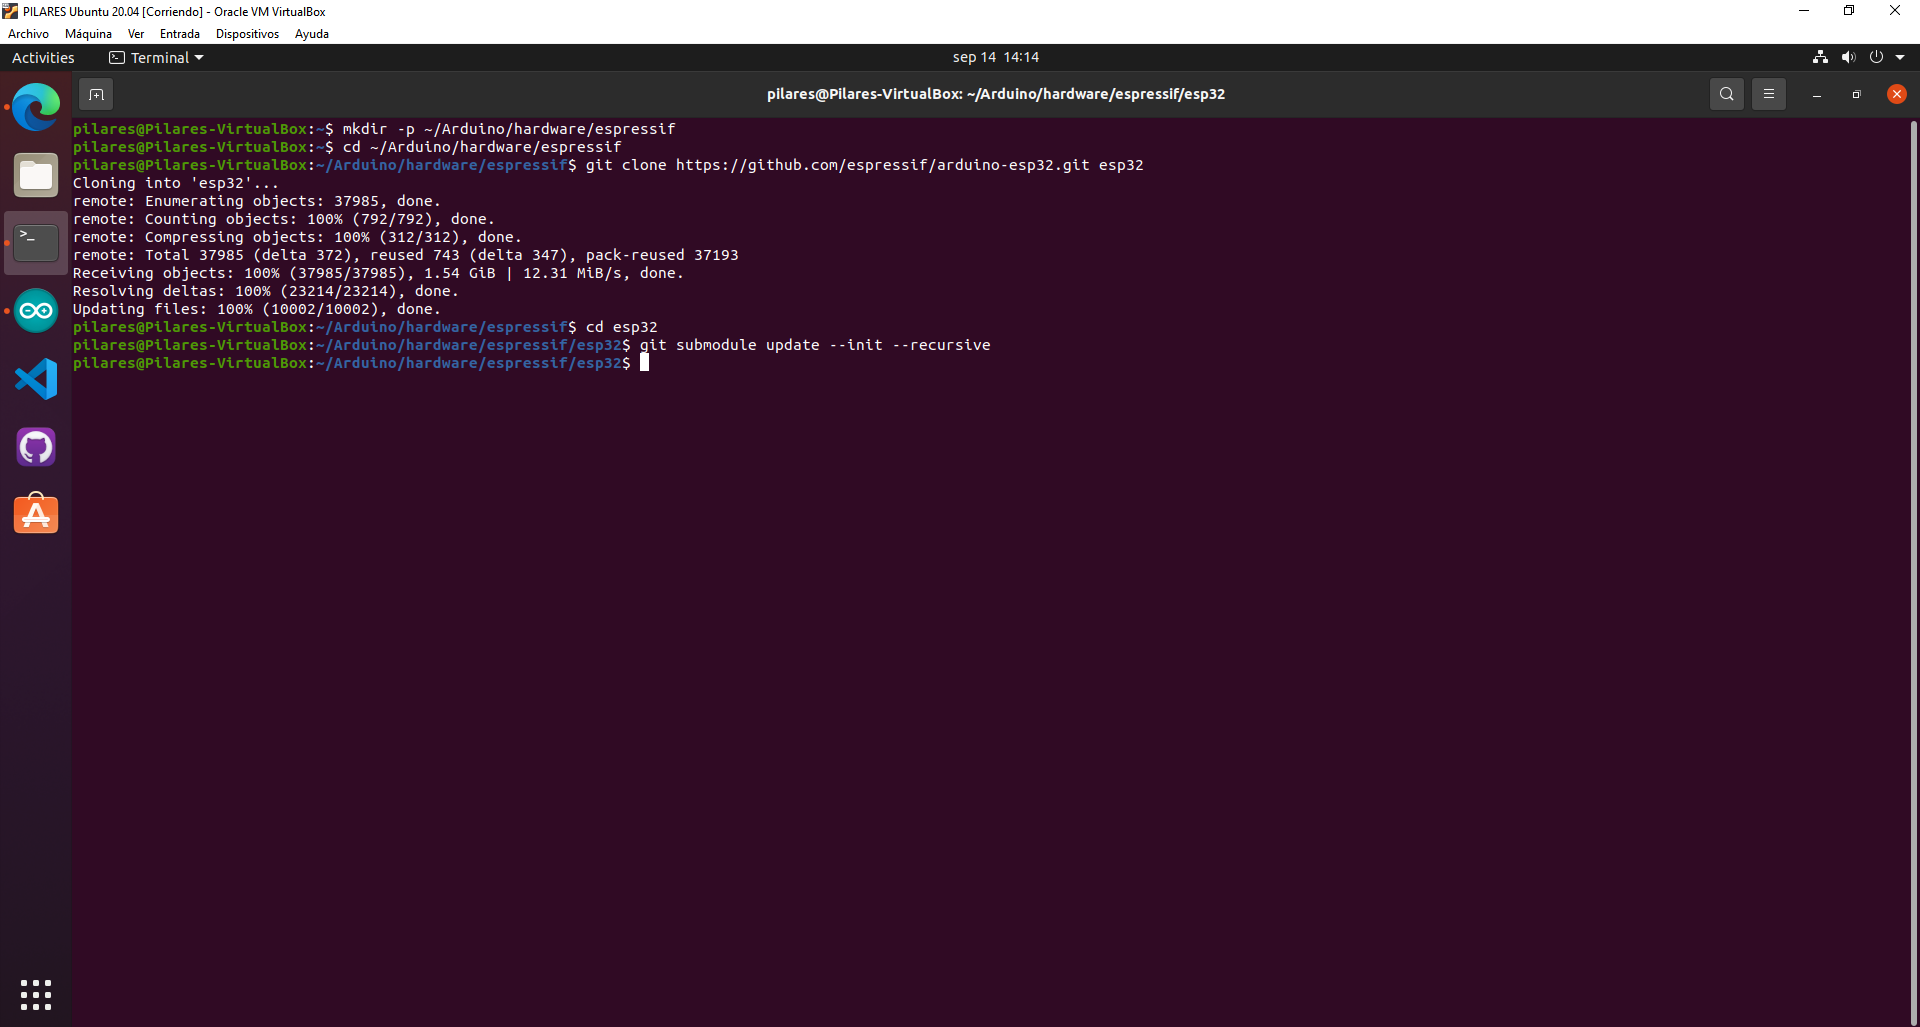 PILARES Ubuntu 20.04 [Corriendo] - Oracle VM VirtualBox
Archivo Máquina Ver Entrada Dispositivos Ayuda
Activities Terminal sep 14 14:14
pilares@Pilares-VirtualBox: ~/Arduino/hardware/espressif/esp32
pilares@Pilares-VirtualBox:~$ mkdir -p ~/Arduino/hardware/espressif
pilares@Pilares-VirtualBox:~$ cd ~/Arduino/hardware/espressif
pilares@Pilares-VirtualBox:~/Arduino/hardware/espressif$ git clone https://github.com/espressif/arduino-esp32.git esp32
Cloning into 'esp32'...
remote: Enumerating objects: 37985, done.
remote: Counting objects: 100% (792/792), done.
remote: Compressing objects: 100% (312/312), done.
remote: Total 37985 (delta 372), reused 743 (delta 347), pack-reused 37193
Receiving objects: 100% (37985/37985), 1.54 GiB | 12.31 MiB/s, done.
Resolving deltas: 100% (23214/23214), done.
Updating files: 100% (10002/10002), done.
pilares@Pilares-VirtualBox:~/Arduino/hardware/espressif$ cd esp32
pilares@Pilares-VirtualBox:~/Arduino/hardware/espressif/esp32$ git submodule update --init --recursive
pilares@Pilares-VirtualBox:~/Arduino/hardware/espressif/esp32$